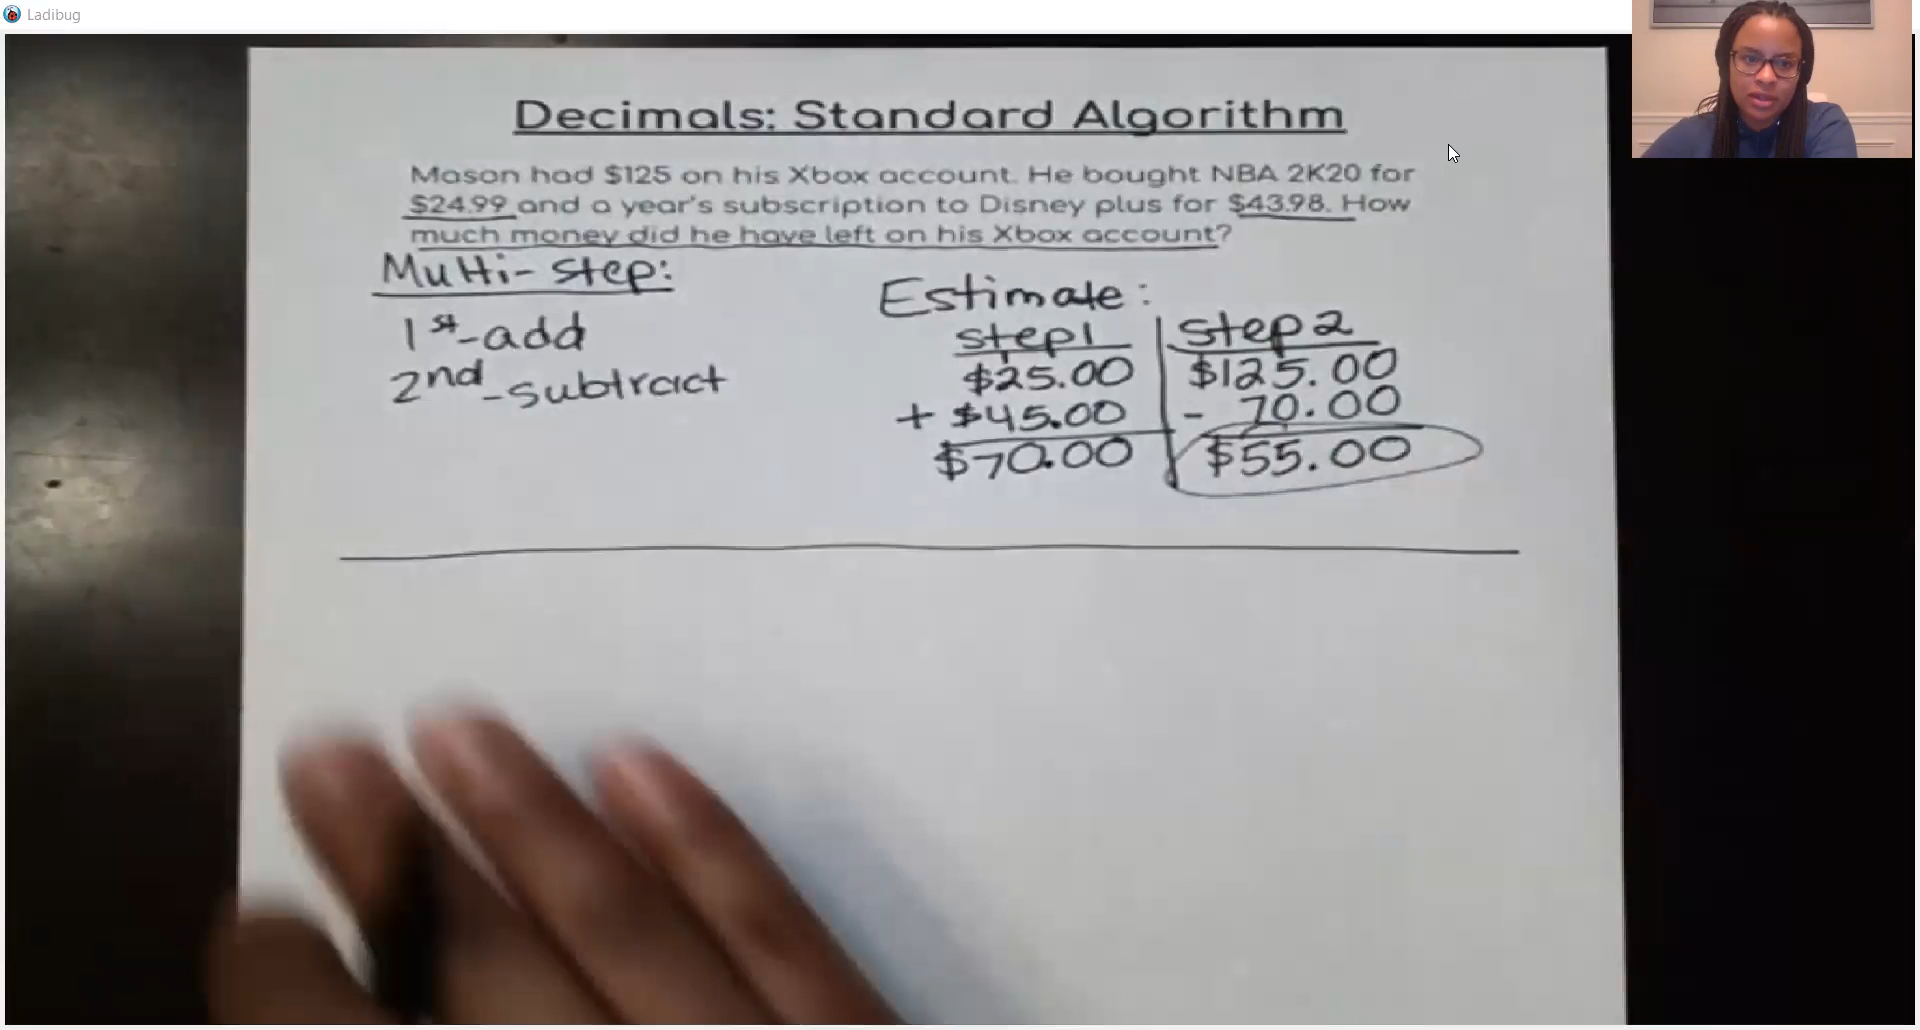 Ladibug
Decimals: Standard Algorithm
Mason had $125 on his Xbox account. He bought NBA 2K20 for
$24.99 and a year's subscription to Disney plus for $43.98. How
much money did he have left on his Xbox account?
Multi-step:
1st-add
2nd-subtract
Estimate:
step1
$25.00
+ $45.00
$70.00
step2
$125.00
- 70.00
$55.00